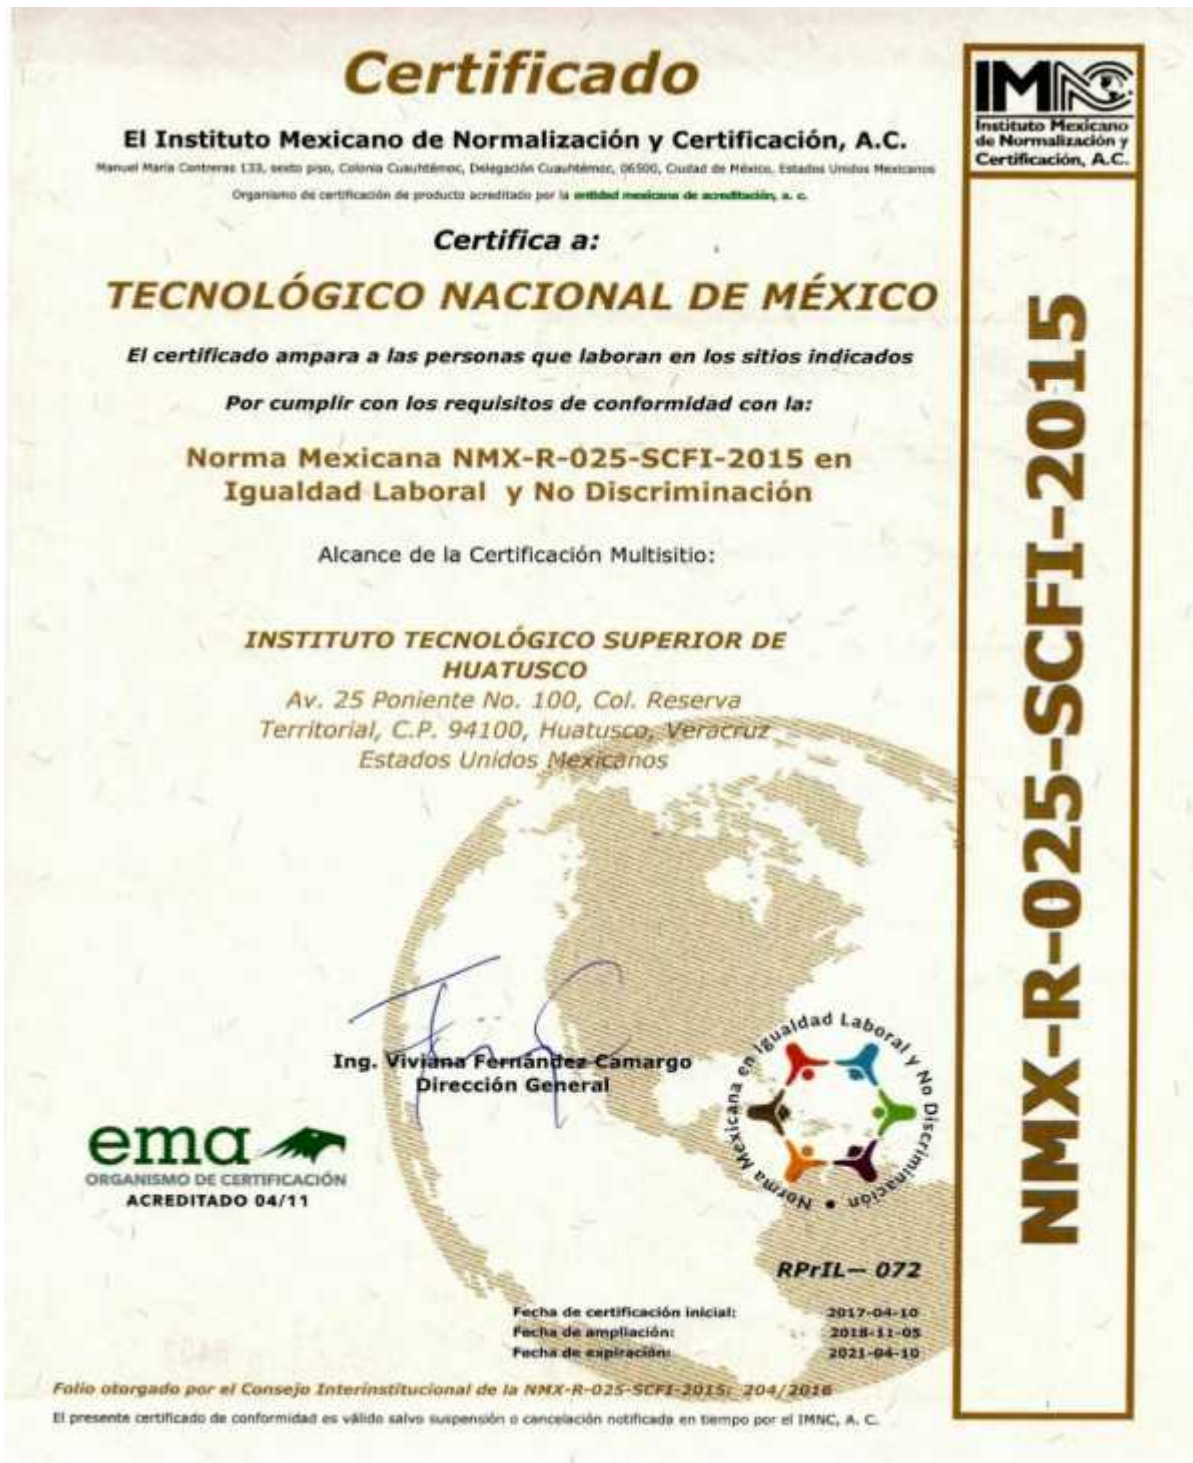 Certificado
El Instituto Mexicano de Normalización y Certificación, A.C.
Manuel María Contreras 133, sexto piso, Colonia Cuauhtémoc, Delegación Cuauhtémoc, 06500, Ciudad de México, Estados Unidos Mexicanos
Organismo de certificación de producto acreditado por la entidad mexicana de acreditación, a. c.
Certifica a:
TECNOLÓGICO NACIONAL DE MÉXICO
El certificado ampara a las personas que laboran en los sitios indicados
Por cumplir con los requisitos de conformidad con la:
Norma Mexicana NMX-R-025-SCFI-2015 en
Igualdad Laboral y No Discriminación
Alcance de la Certificación Multisitio:
INSTITUTO TECNOLÓGICO SUPERIOR DE
HUATUSCO
Av. 25 Poniente No. 100, Col. Reserva
Territorial, C.P. 94100, Huatusco, Veracruz
Estados Unidos Mexicanos
Ing. Viviana Fernández Camargo
Dirección General
ema
ORGANISMO DE CERTIFICACIÓN
ACREDITADO 04/11
Norma Mexicana en Igualdad Laboral y No Discriminación
RPrIL— 072
Fecha de certificación inicial: 2017-04-10
Fecha de ampliación: 2018-11-05
Fecha de expiración: 2021-04-10
Folio otorgado por el Consejo Interinstitucional de la NMX-R-025-SCFI-2015: 204/2016
El presente certificado de conformidad es válido salvo suspensión o cancelación notificada en tiempo por el IMNC, A. C.
IMNC
Instituto Mexicano
de Normalización y
Certificación, A.C.
NMX-R-025-SCFI-2015